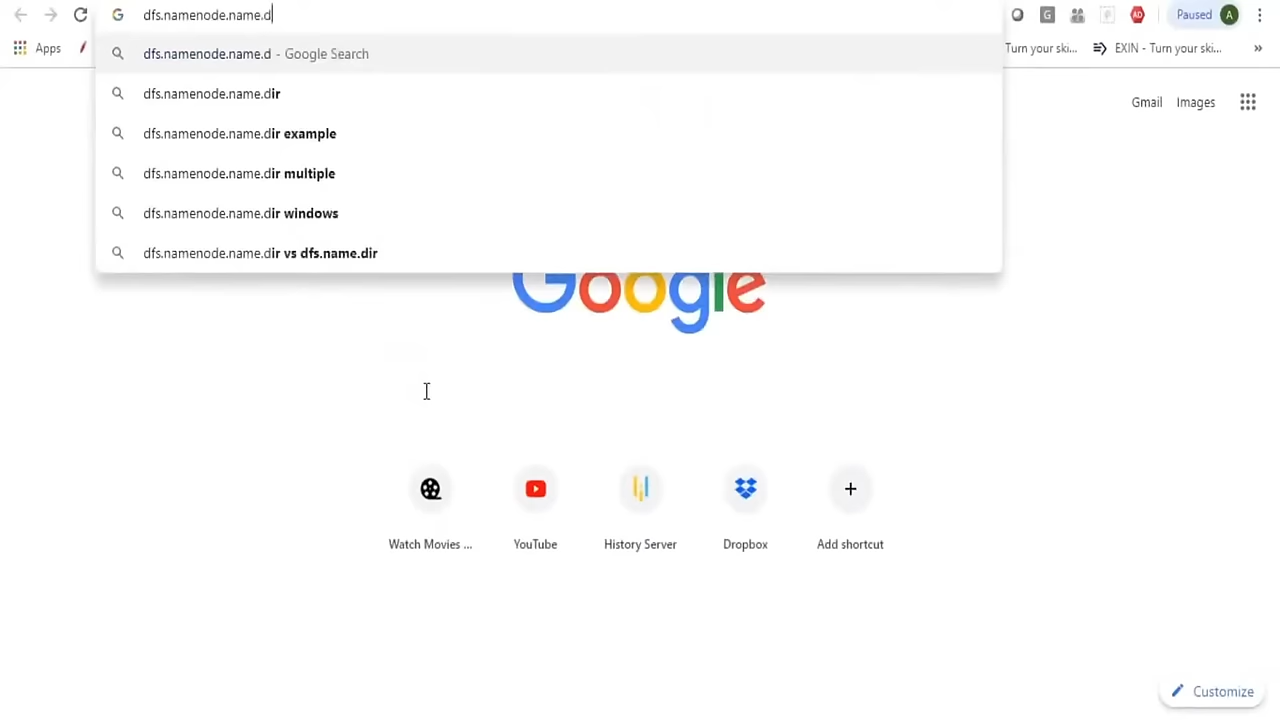 dfs.namenode.name.d
dfs.namenode.name.d - Google Search
dfs.namenode.name.dir
dfs.namenode.name.dir example
dfs.namenode.name.dir multiple
dfs.namenode.name.dir windows
dfs.namenode.name.dir vs dfs.name.dir
G
AD
Paused A
Apps
Turn your ski...
EXIN - Turn your ski...
»
Gmail Images
Google
Watch Movies ...
YouTube
History Server
Dropbox
Add shortcut
Customize